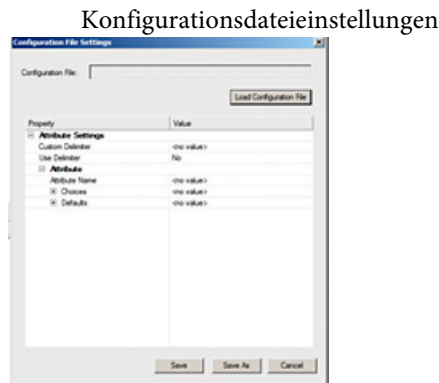 Konfigurationsdateieinstellungen
Configuration File Settings
Configuration File:
Load Configuration File
Property Value
Attribute Settings
Custom Delimiter <no value>
Use Delimiter No
Attribute
Attribute Name <no value>
Choices <no value>
Defaults <no value>
Save Save As Cancel